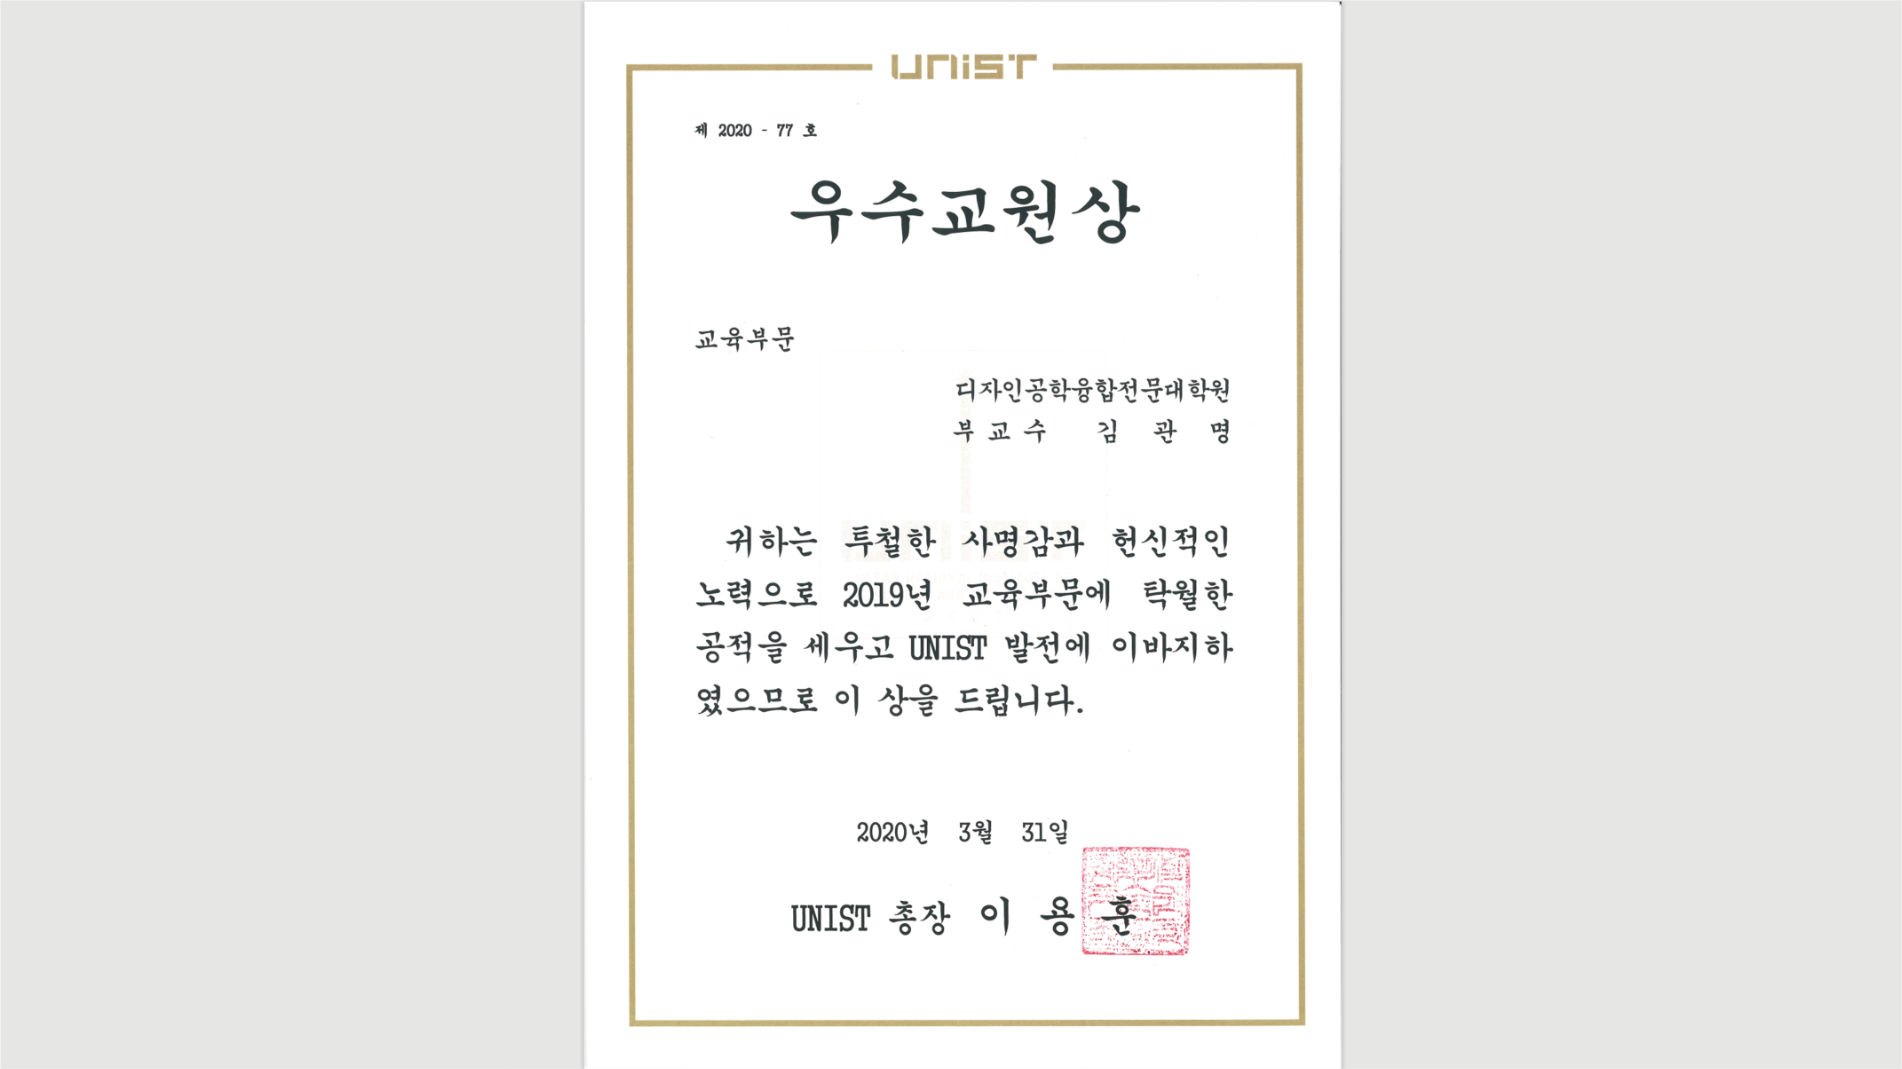 UNIST
제 2020 - 77 호
우수교원상
교육부문
디자인공학융합전문대학원
부 교 수 김 관 명
귀하는 투철한 사명감과 헌신적인
노력으로 2019년 교육부문에 탁월한
공적을 세우고 UNIST 발전에 이바지하
였으므로 이 상을 드립니다.
2020년 3월 31일
UNIST 총장 이 용 훈